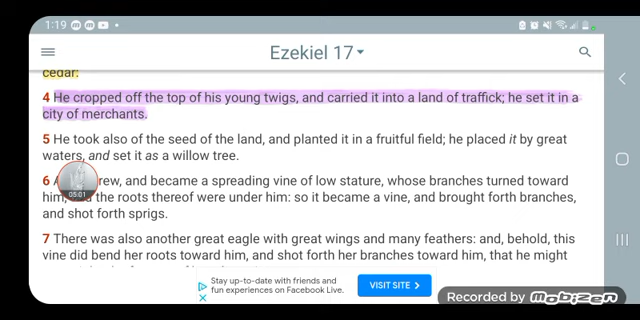 1:19
Ezekiel 17
cedar:
4 He cropped off the top of his young twigs, and carried it into a land of traffick; he set it in a
city of merchants.
5 He took also of the seed of the land, and planted it in a fruitful field; he placed it by great
waters, and set it as a willow tree.
6 A rew, and became a spreading vine of low stature, whose branches turned toward
him, the roots thereof were under him: so it became a vine, and brought forth branches,
and shot forth sprigs.
05:01
7 There was also another great eagle with great wings and many feathers: and, behold, this
vine did bend her roots toward him, and shot forth her branches toward him, that he might
Stay up-to-date with friends and
fun experiences on Facebook Live.
VISIT SITE >
Recorded by Mobizen